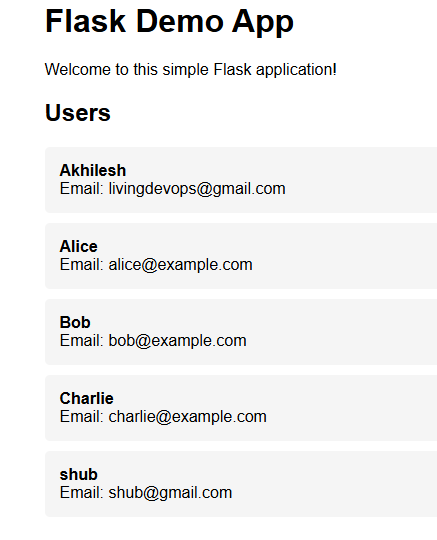 Flask Demo App
Welcome to this simple Flask application!
Users
Akhilesh
Email: livingdevops@gmail.com
Alice
Email: alice@example.com
Bob
Email: bob@example.com
Charlie
Email: charlie@example.com
shub
Email: shub@gmail.com